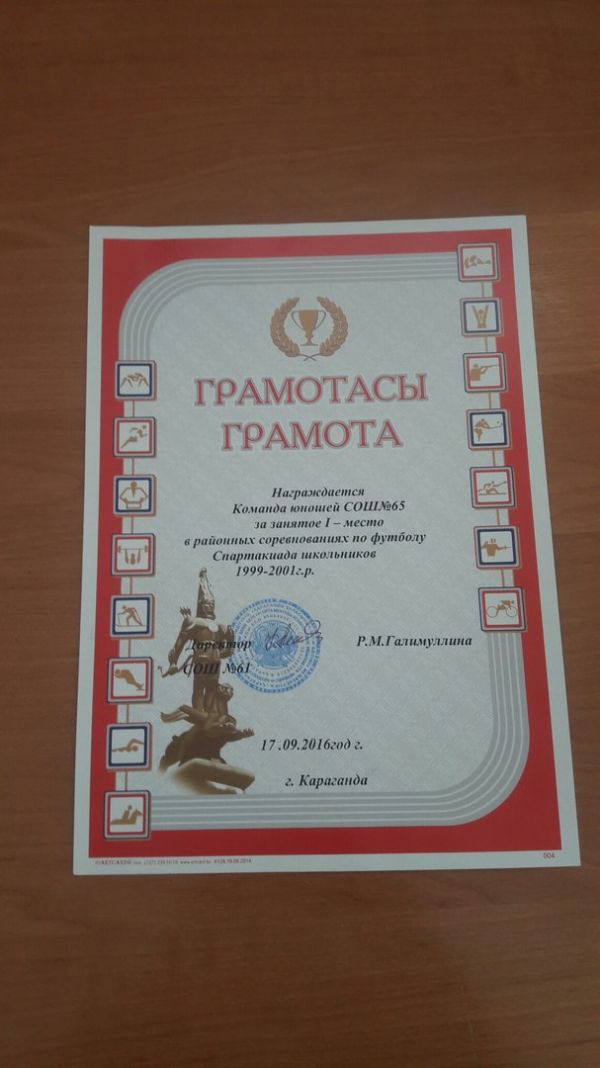 ГРАМОТАСЫ
ГРАМОТА
Награждается
Команда юношей СОШ№65
за занятое I – место
в районных соревнованиях по футболу
Спартакиада школьников
1999-2001г.р.
Директор Р.М.Галимуллина
СОШ №61
17 .09.2016год г.
г. Караганда
004